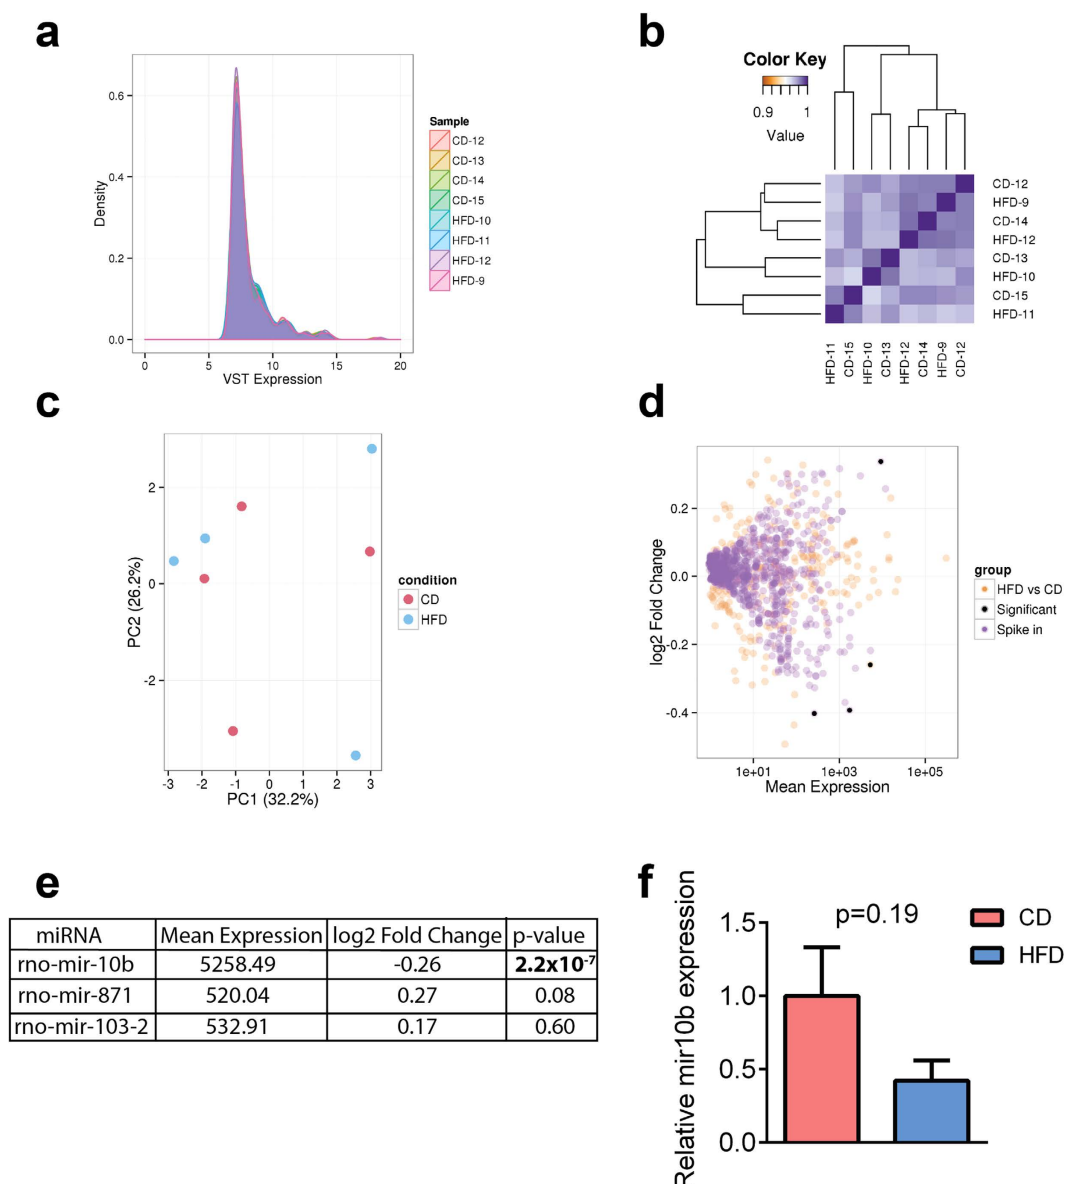 a
0.6
0.4
0.2
0.0
Density
0 5 10 15 20
VST Expression
Sample
CD-12
CD-13
CD-14
CD-15
HFD-10
HFD-11
HFD-12
HFD-9
b
Color Key
0.9 1
Value
CD-12
HFD-9
CD-14
HFD-12
CD-13
HFD-10
CD-15
HFD-11
HFD-11 CD-15 HFD-10 CD-13 HFD-12 CD-14 HFD-9 CD-12
c
2
0
-2
PC2 (26.2%)
-3 -2 -1 0 1 2 3
PC1 (32.2%)
condition
CD
HFD
d
0.2
0.0
-0.2
-0.4
log2 Fold Change
1e+01 1e+03 1e+05
Mean Expression
group
HFD vs CD
Significant
Spike in
e
miRNA Mean Expression log2 Fold Change p-value
rno-mir-10b 5258.49 -0.26 2.2x10⁻⁷
rno-mir-871 520.04 0.27 0.08
rno-mir-103-2 532.91 0.17 0.60
f
Relative mir10b expression
1.5
1.0
0.5
0.0
p=0.19
CD
HFD